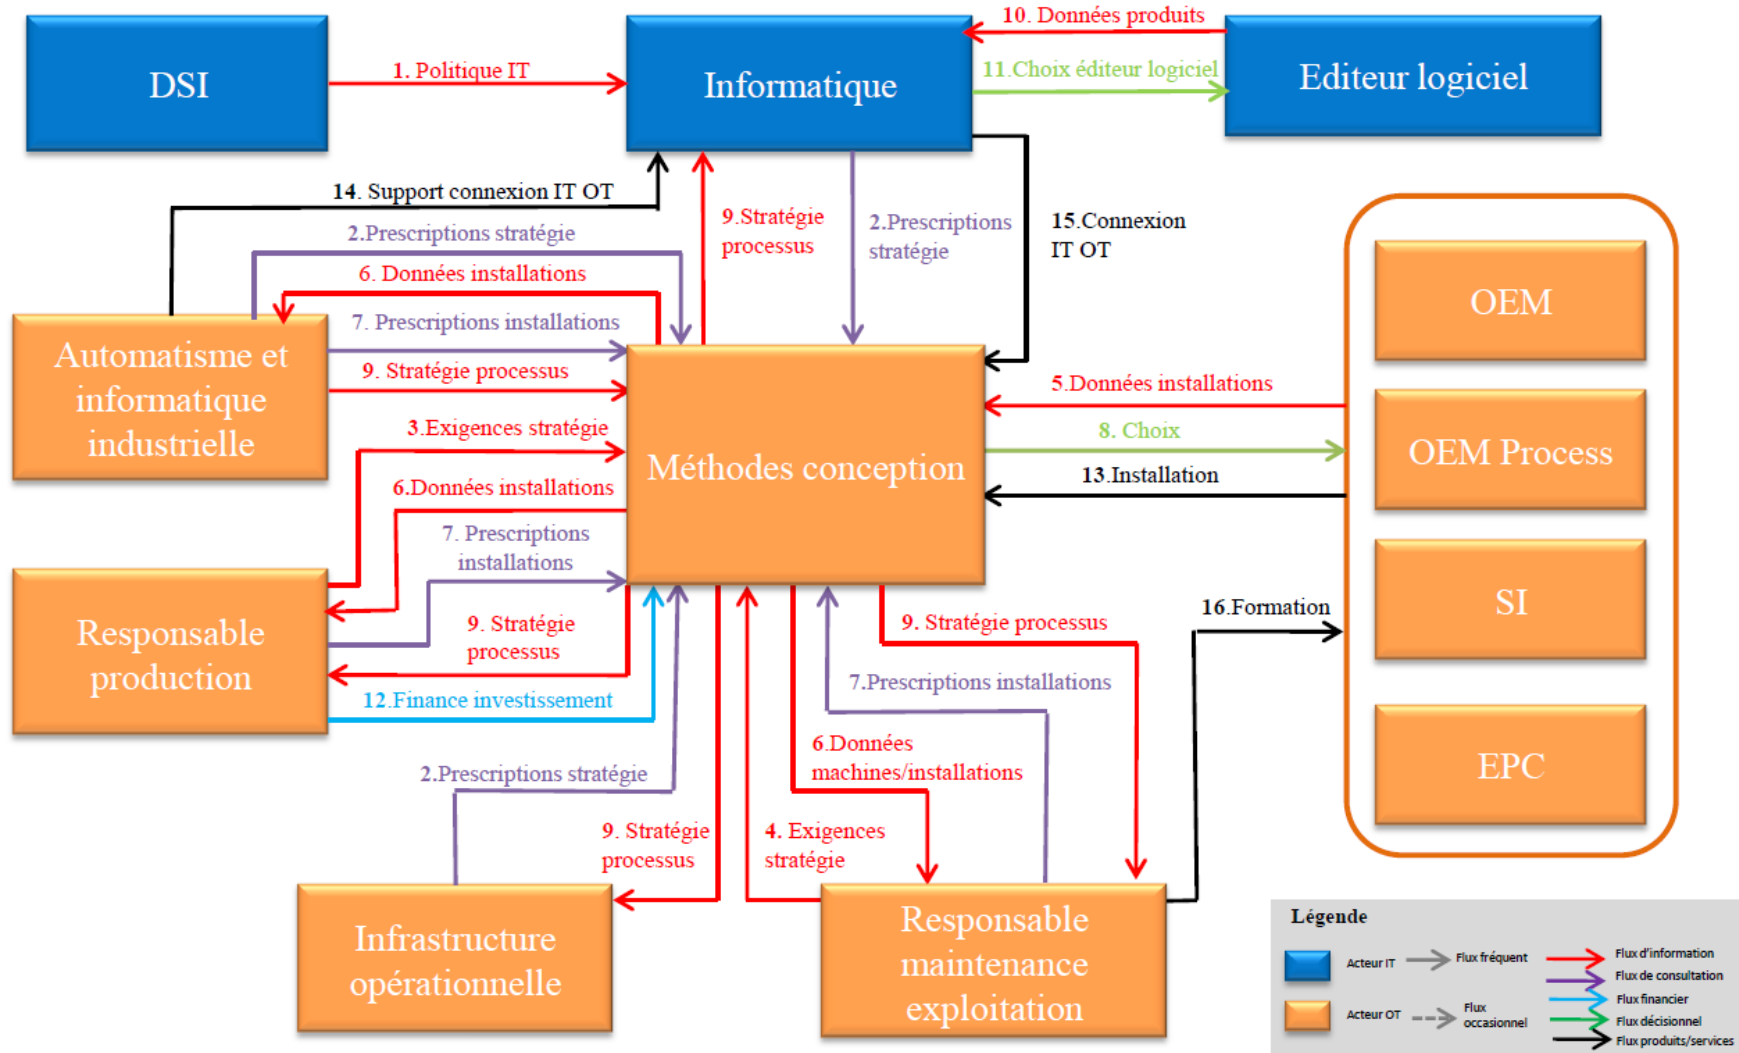 DSI
1. Politique IT
Informatique
10. Données produits
11.Choix éditeur logiciel
Editeur logiciel
14. Support connexion IT OT
2.Prescriptions stratégie
6. Données installations
7. Prescriptions installations
9. Stratégie processus
9.Stratégie
processus
2.Prescriptions
stratégie
15.Connexion
IT OT
Automatisme et
informatique
industrielle
3.Exigences stratégie
6.Données installations
7. Prescriptions
installations
Méthodes conception
5.Données installations
8. Choix
13.Installation
OEM
OEM Process
SI
EPC
Responsable
production
9. Stratégie
processus
12.Finance investissement
2.Prescriptions stratégie
9. Stratégie
processus
4. Exigences
stratégie
6.Données
machines/installations
7.Prescriptions installations
9. Stratégie processus
16.Formation
Infrastructure
opérationnelle
Responsable
maintenance
exploitation
Légende
Acteur IT
Flux fréquent
Acteur OT
Flux
occasionnel
Flux d'information
Flux de consultation
Flux financier
Flux décisionnel
Flux produits/services